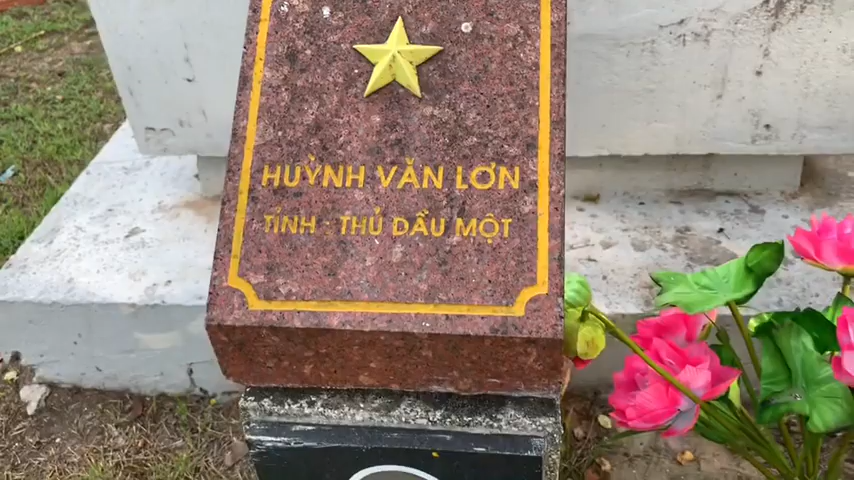 HUỲNH VĂN LƠN
TỈNH - THỦ DẦU MỘT